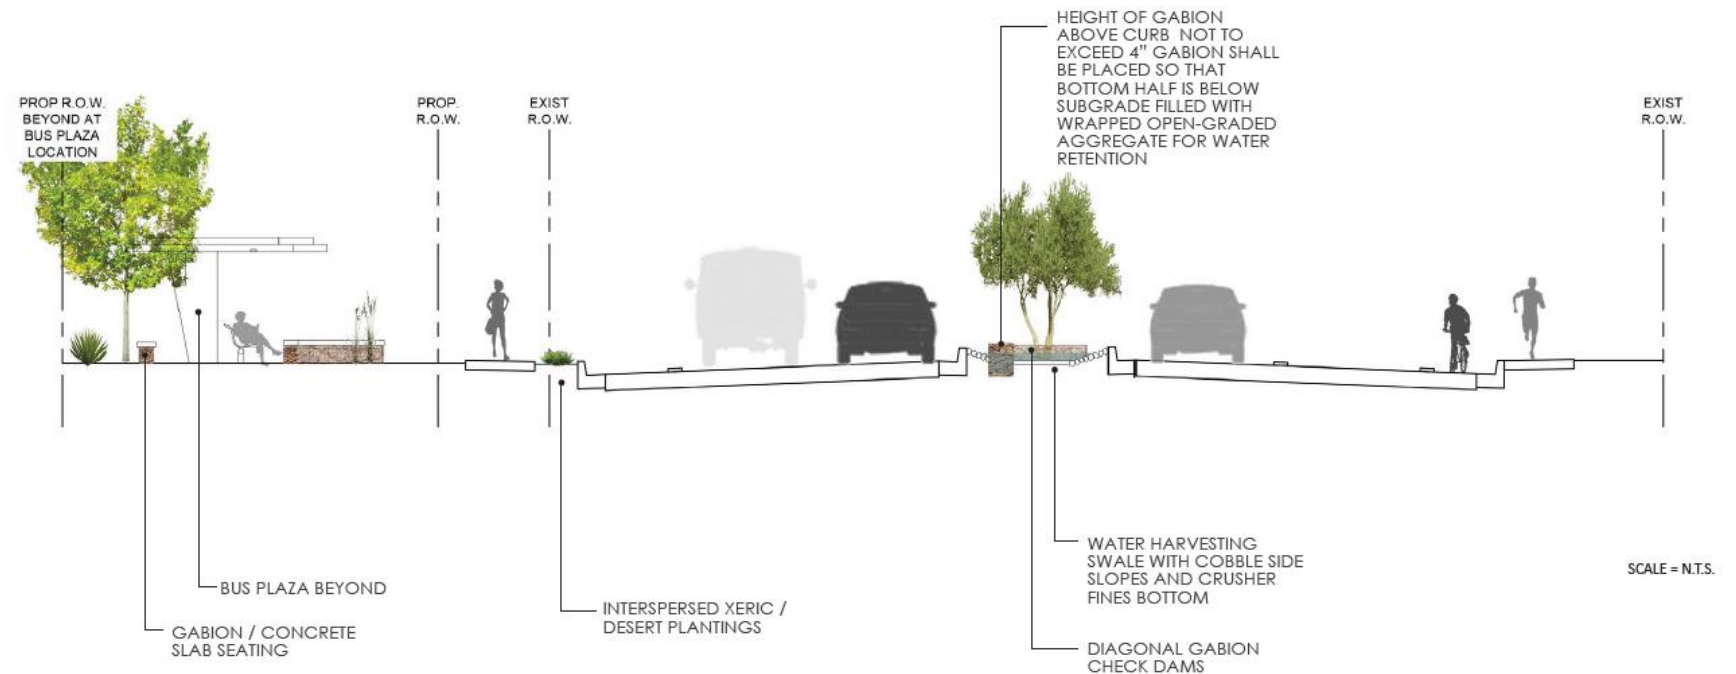 HEIGHT OF GABION
ABOVE CURB NOT TO
EXCEED 4" GABION SHALL
BE PLACED SO THAT
BOTTOM HALF IS BELOW
SUBGRADE FILLED WITH
WRAPPED OPEN-GRADED
AGGREGATE FOR WATER
RETENTION
PROP R.O.W.
BEYOND AT
BUS PLAZA
LOCATION
PROP.
R.O.W.
EXIST
R.O.W.
EXIST
R.O.W.
BUS PLAZA BEYOND
GABION / CONCRETE
SLAB SEATING
INTERSPERSED XERIC /
DESERT PLANTINGS
WATER HARVESTING
SWALE WITH COBBLE SIDE
SLOPES AND CRUSHER
FINES BOTTOM
DIAGONAL GABION
CHECK DAMS
SCALE = N.T.S.